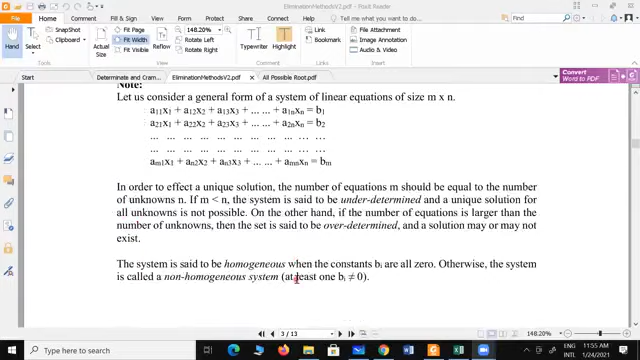 EliminationMethodsV2.pdf - Foxit Reader
File Home Comment View Form Protect Share Help Tell me what you want to do... Find
Hand
Select
SnapShot
Clipboard
Actual Size
Fit Page
Fit Width
Fit Visible
148.20%
Rotate Left
Rotate Right
Typewriter
Highlight
Link
Bookmark
File Attachment
Image Annotation
Audio & Video
Start Determinate and Cram... EliminationMethodsV2.pdf All Possible Root.pdf
Convert
Word to PDF
Note:
Let us consider a general form of a system of linear equations of size m x n.
a11x1 + a12x2 + a13x3 + ... ... + a1nxn = b1
a21x1 + a22x2 + a23x3 + ... ... + a2nxn = b2
... ... ... ... ... ... ... ... ... ... ...
... ... ... ... ... ... ... ... ... ... ...
am1x1 + an2x2 + an3x3 + ... ... + amnxn = bm
In order to effect a unique solution, the number of equations m should be equal to the number
of unknowns n. If m < n, the system is said to be under-determined and a unique solution for
for all unknowns is not possible. On the other hand, if the number of equations is larger than the
number of unknowns, then the set is said to be over-determined, and a solution may or may not
exist.
The system is said to be homogeneous when the constants bi are all zero. Otherwise, the system
is called a non-homogeneous system (at least one bi ≠ 0).
3 / 13
148.20%
Type here to search
ENG
INTL
11:55 AM
1/24/2021